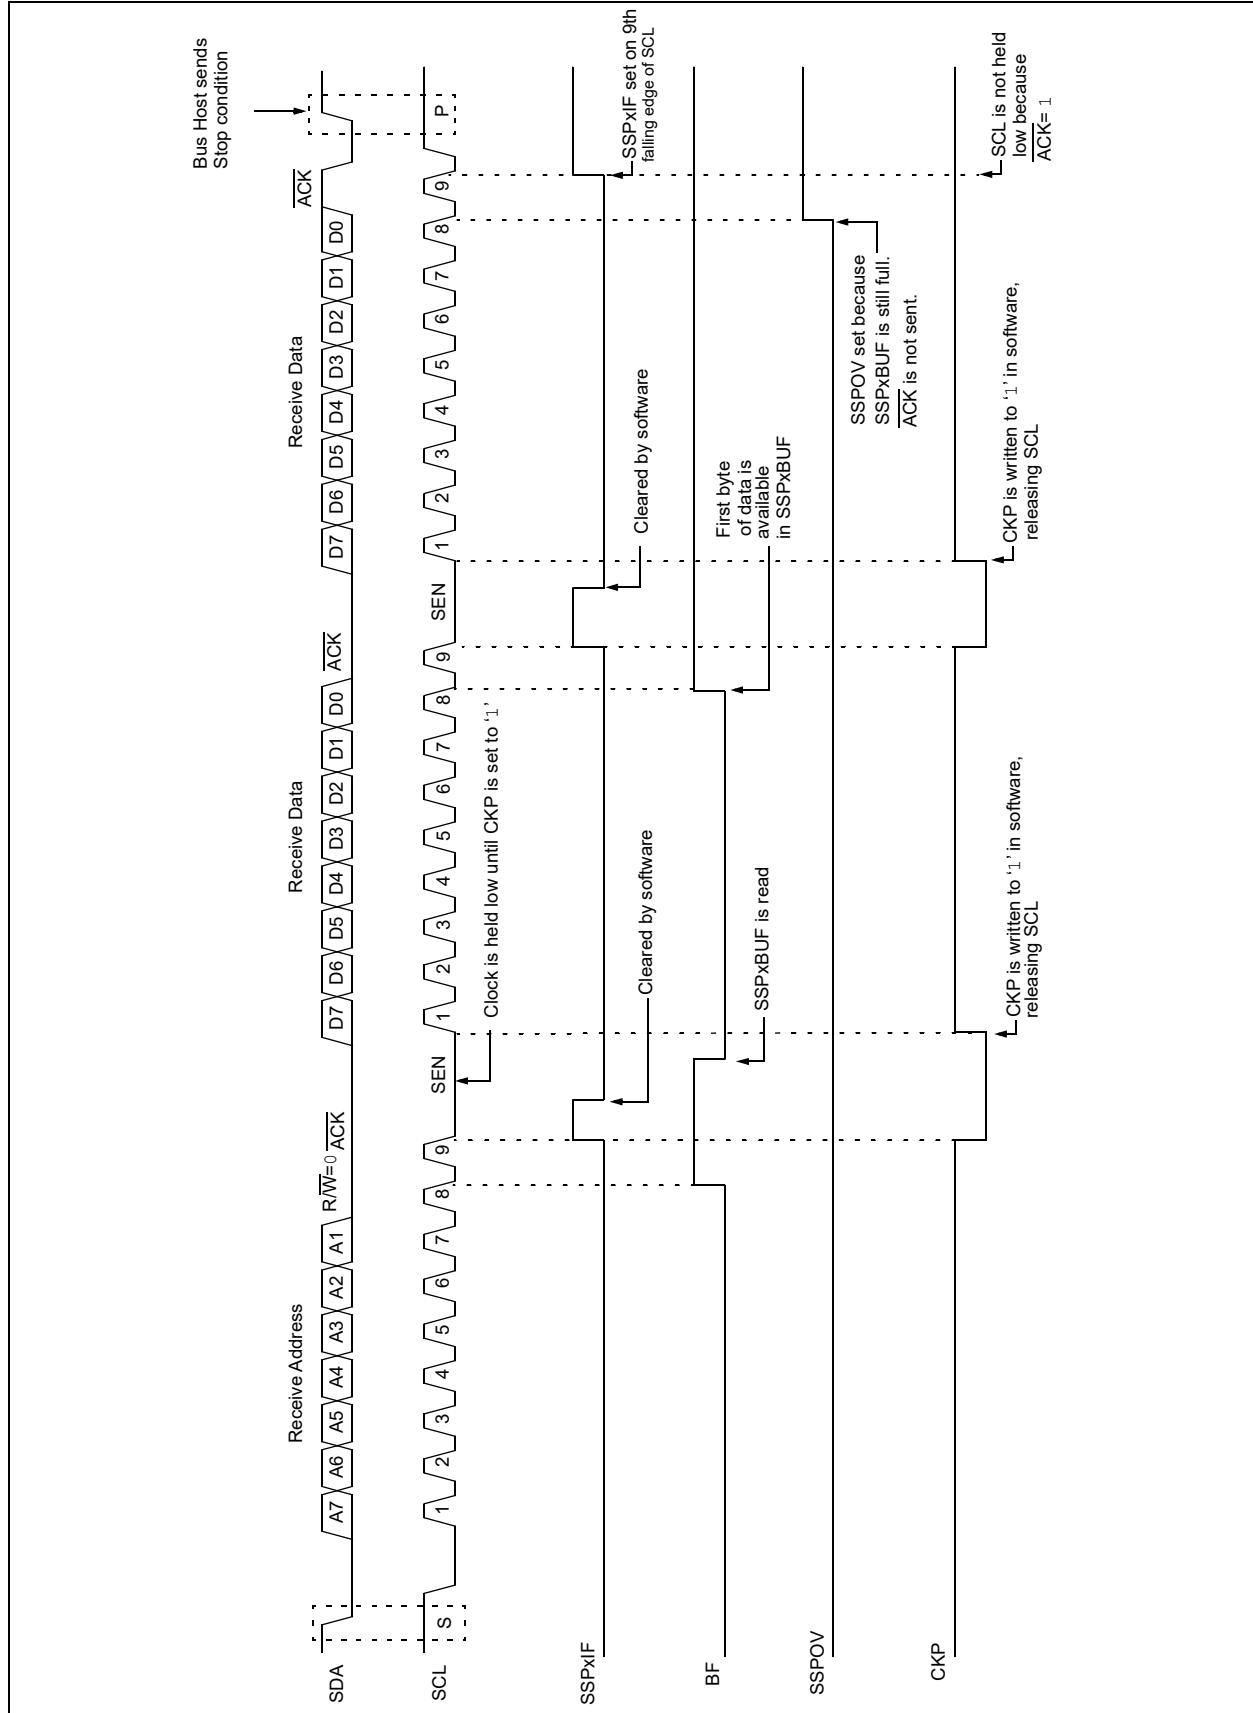 Bus Host sends
Stop condition
Receive Address
Receive Data
Receive Data
SDA
A7 A6 A5 A4 A3 A2 A1 R/W=0 ACK D7 D6 D5 D4 D3 D2 D1 D0 ACK D7 D6 D5 D4 D3 D2 D1 D0 ACK
SCL
S 1 2 3 4 5 6 7 8 9 SEN 1 2 3 4 5 6 7 8 9 SEN 1 2 3 4 5 6 7 8 9 P
Clock is held low until CKP is set to ‘1’
SSPxIF
Cleared by software
Cleared by software
SSPxIF set on 9th
falling edge of SCL
BF
SSPxBUF is read
First byte
of data is
available
in SSPxBUF
SSPOV
SSPOV set because
SSPxBUF is still full.
ACK is not sent.
CKP
CKP is written to ‘1’ in software,
releasing SCL
CKP is written to ‘1’ in software,
releasing SCL
SCL is not held
low because
ACK= 1